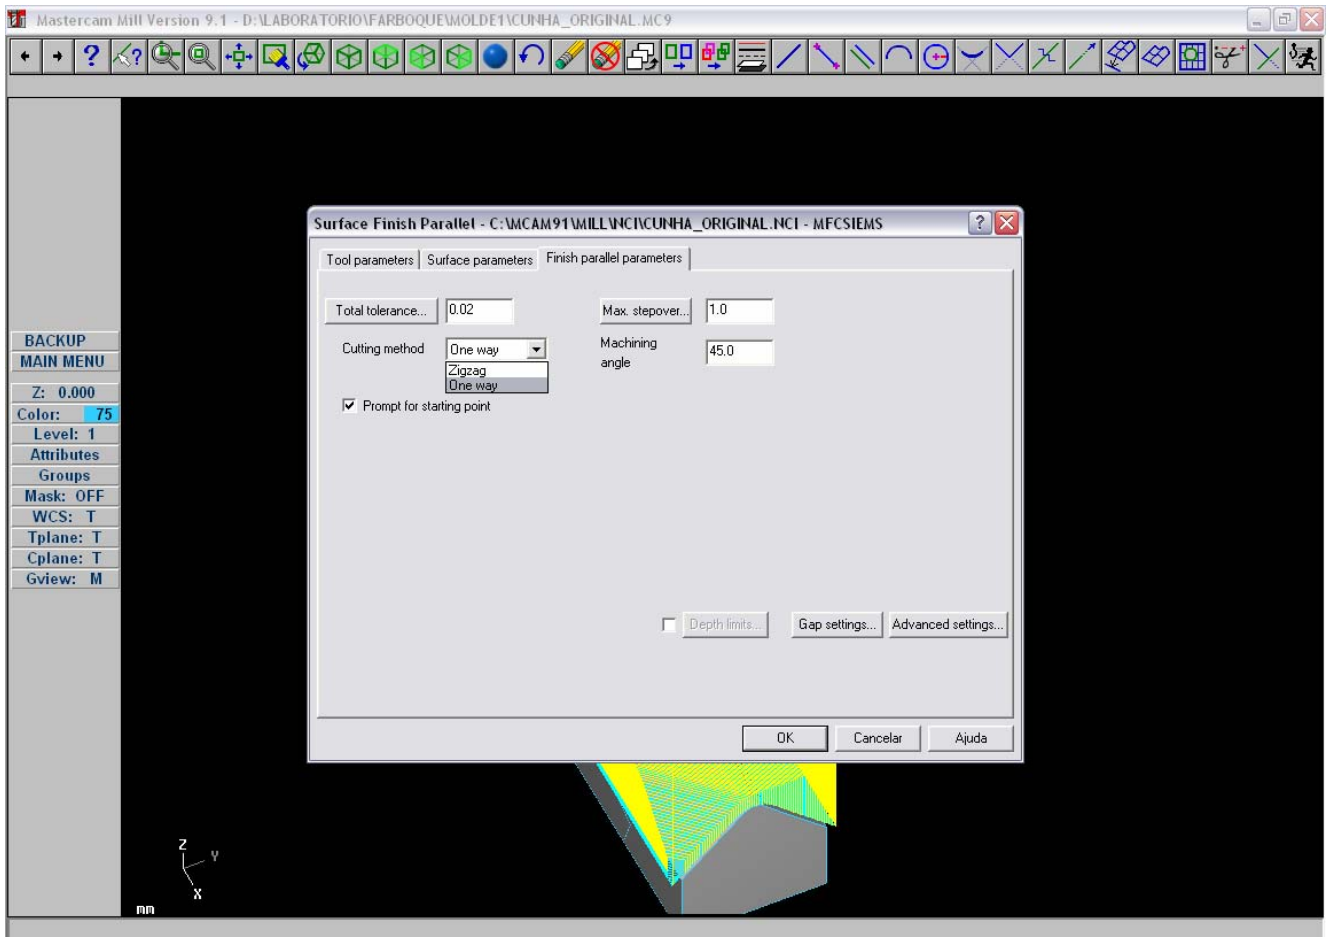 Mastercam Mill Version 9.1 - D:\LABORATORIO\FARBOQUE\MOLDE1\CUNHA_ORIGINAL.MC9
Surface Finish Parallel - C:\MCAM91\MILL\NCI\CUNHA_ORIGINAL.NCI - MFCSIEMS
Tool parameters Surface parameters Finish parallel parameters
Total tolerance... 0.02 Max. stepover... 1.0
Cutting method One way Machining angle 45.0
Zigzag
One way
Prompt for starting point
Depth limits... Gap settings... Advanced settings...
OK Cancelar Ajuda
BACKUP
MAIN MENU
Z: 0.000
Color: 75
Level: 1
Attributes
Groups
Mask: OFF
WCS: T
Tplane: T
Cplane: T
Gview: M
Z
Y
X
mm